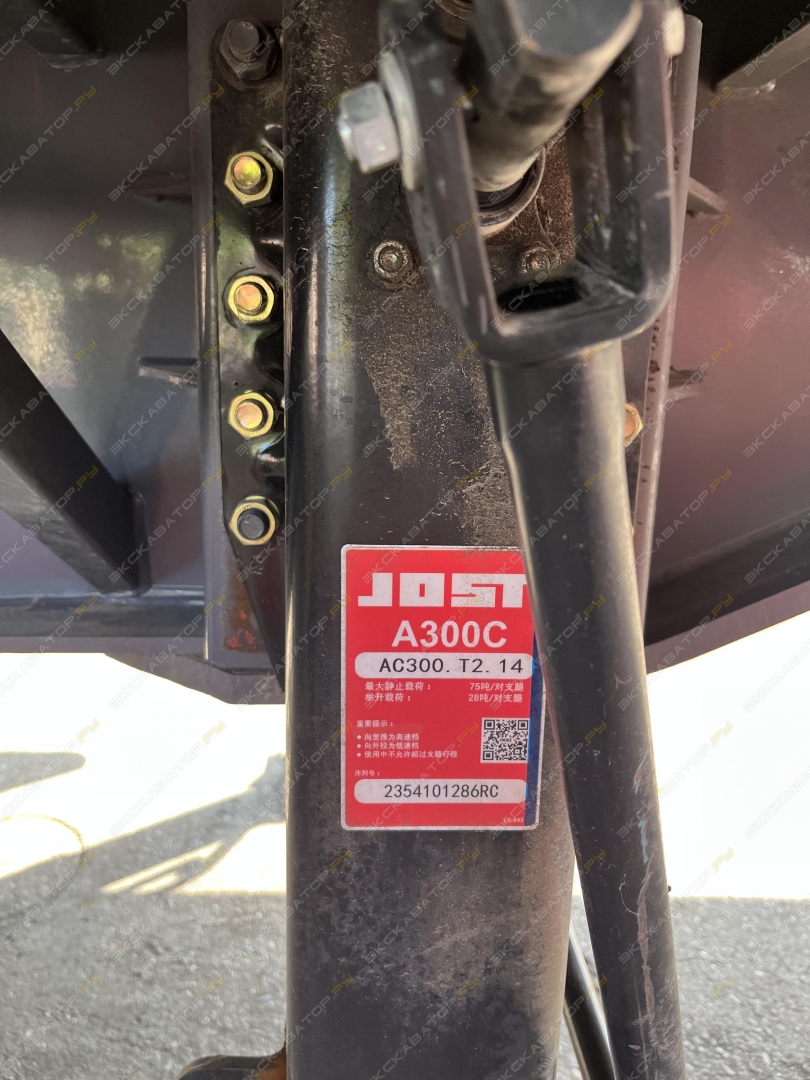 JOST
A300C
AC300.T2.14
最大静止载荷： 75吨/对支腿
举升载荷： 28吨/对支腿
重要提示：
● 向里推为高速档
● 向外拉为低速档
● 使用中不允许超过支腿行程
序列号：
2354101286RC
ЭКСКАВАТОР.РУ